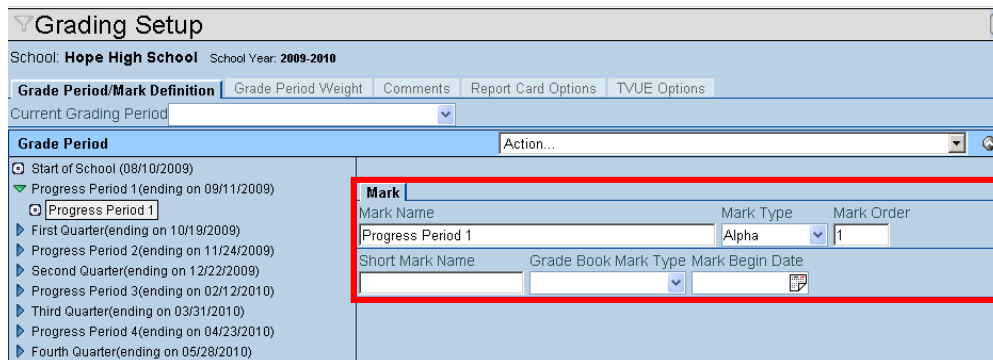 Grading Setup
School: Hope High School School Year: 2009-2010
Grade Period/Mark Definition Grade Period Weight Comments Report Card Options TVUE Options
Current Grading Period
Grade Period Action...
Start of School (08/10/2009)
Progress Period 1(ending on 09/11/2009)
Progress Period 1
First Quarter(ending on 10/19/2009)
Progress Period 2(ending on 11/24/2009)
Second Quarter(ending on 12/22/2009)
Progress Period 3(ending on 02/12/2010)
Third Quarter(ending on 03/31/2010)
Progress Period 4(ending on 04/23/2010)
Fourth Quarter(ending on 05/28/2010)
Mark
Mark Name Mark Type Mark Order
Progress Period 1 Alpha 1
Short Mark Name Grade Book Mark Type Mark Begin Date